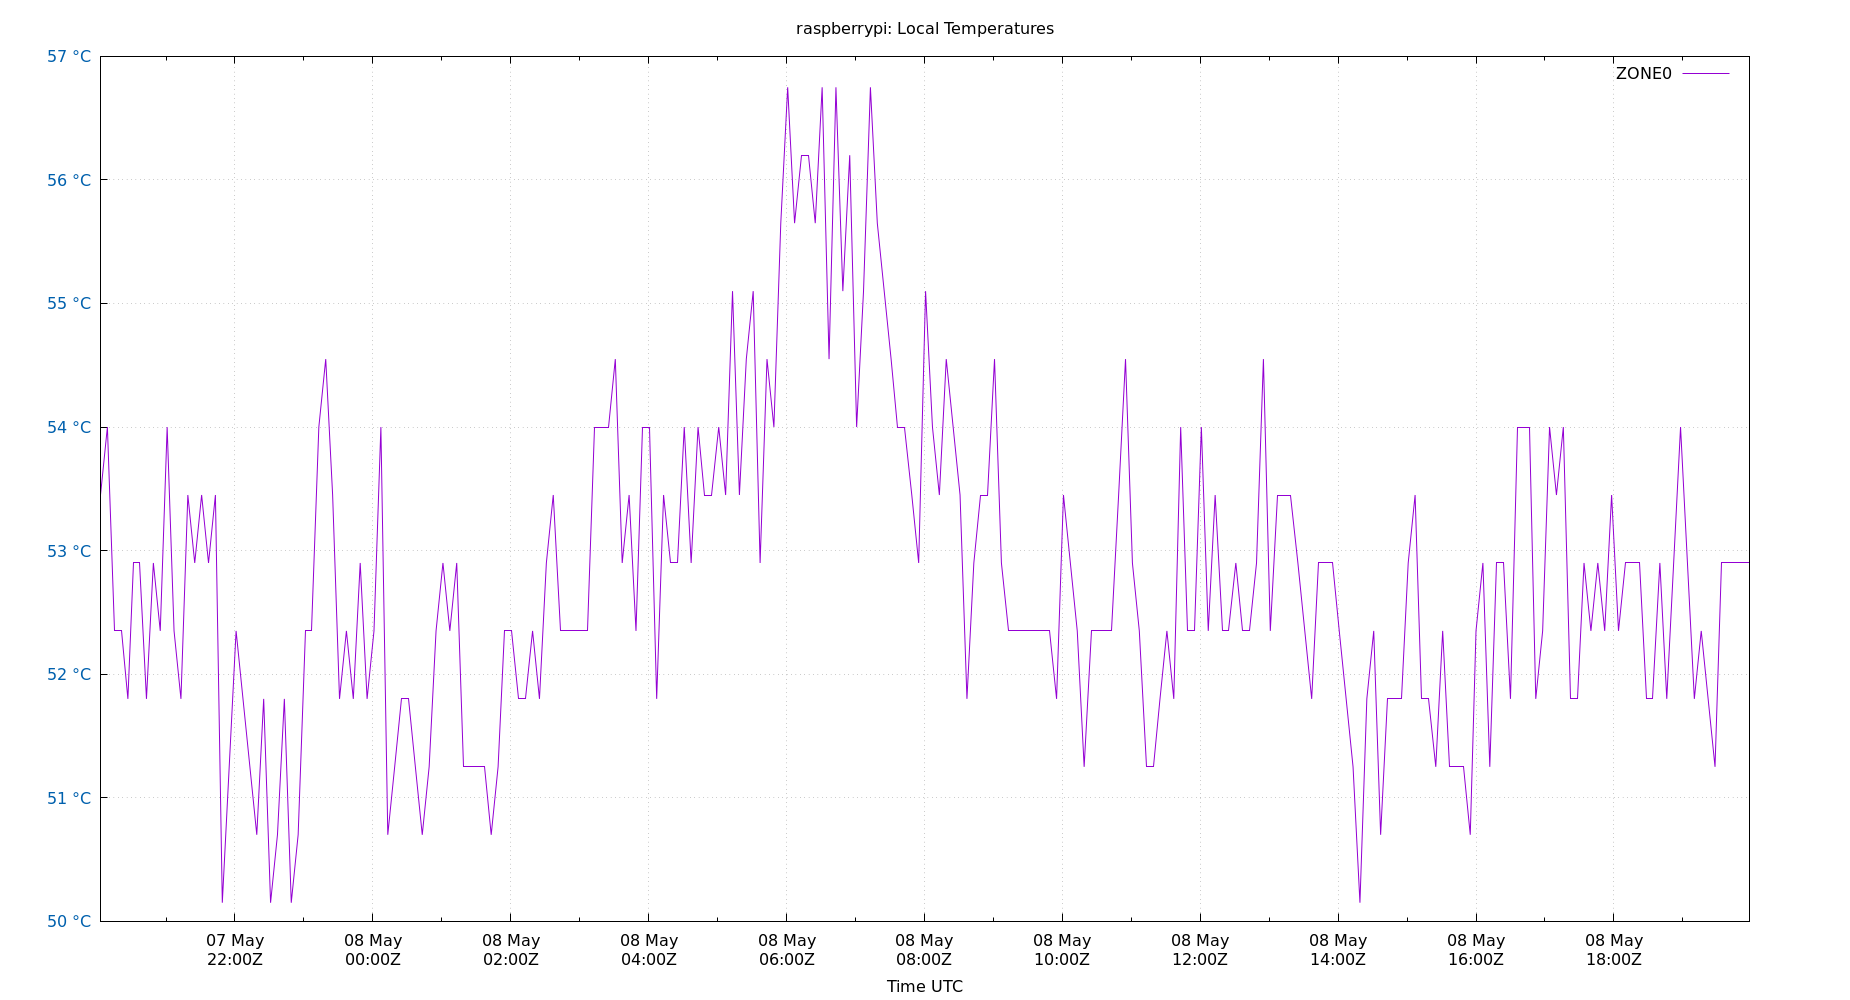 raspberrypi: Local Temperatures
57 °C
ZONE0
56 °C
55 °C
54 °C
53 °C
52 °C
51 °C
50 °C
07 May 08 May 08 May 08 May 08 May 08 May 08 May 08 May 08 May 08 May 08 May
22:00Z 00:00Z 02:00Z 04:00Z 06:00Z 08:00Z 10:00Z 12:00Z 14:00Z 16:00Z 18:00Z
Time UTC